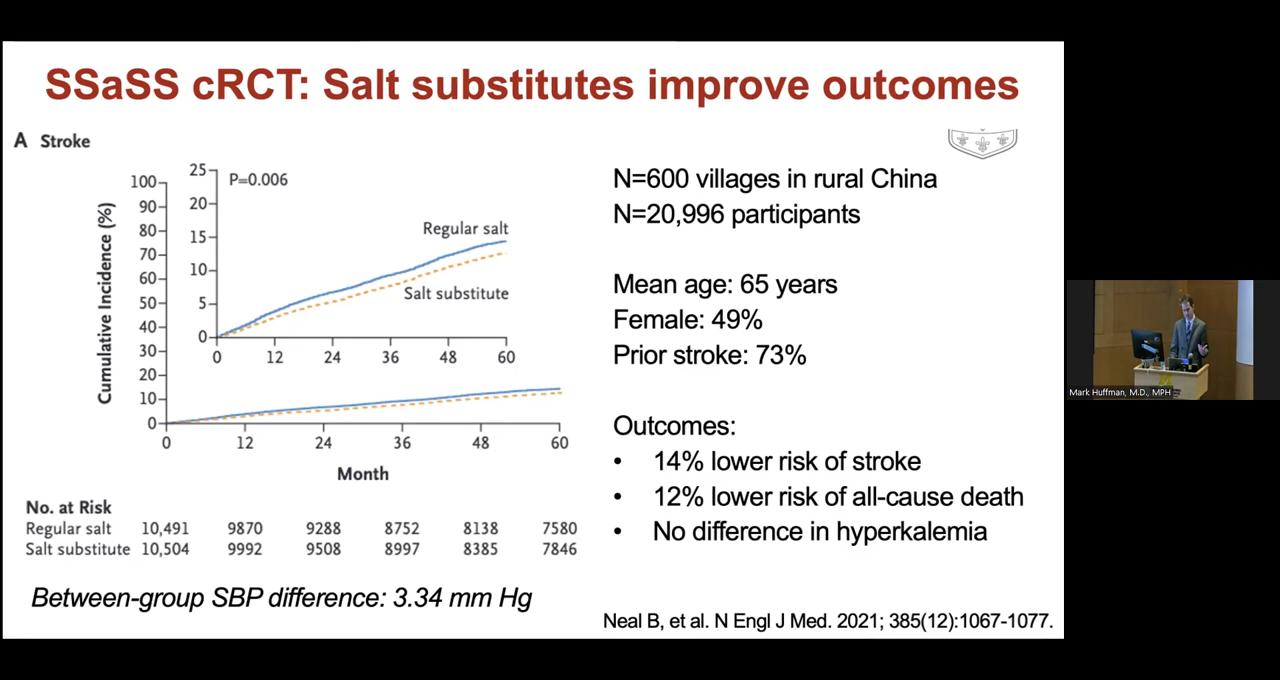 SSaSS cRCT: Salt substitutes improve outcomes
A Stroke
Cumulative Incidence (%)
100
90
80
70
60
50
40
30
20
10
0
25
20
15
10
5
0
P=0.006
Regular salt
Salt substitute
0 12 24 36 48 60
0 12 24 36 48 60
Month
No. at Risk
Regular salt 10,491 9870 9288 8752 8138 7580
Salt substitute 10,504 9992 9508 8997 8385 7846
Between-group SBP difference: 3.34 mm Hg
N=600 villages in rural China
N=20,996 participants
Mean age: 65 years
Female: 49%
Prior stroke: 73%
Outcomes:
• 14% lower risk of stroke
• 12% lower risk of all-cause death
• No difference in hyperkalemia
Neal B, et al. N Engl J Med. 2021; 385(12):1067-1077.
Mark Huffman, M.D., MPH